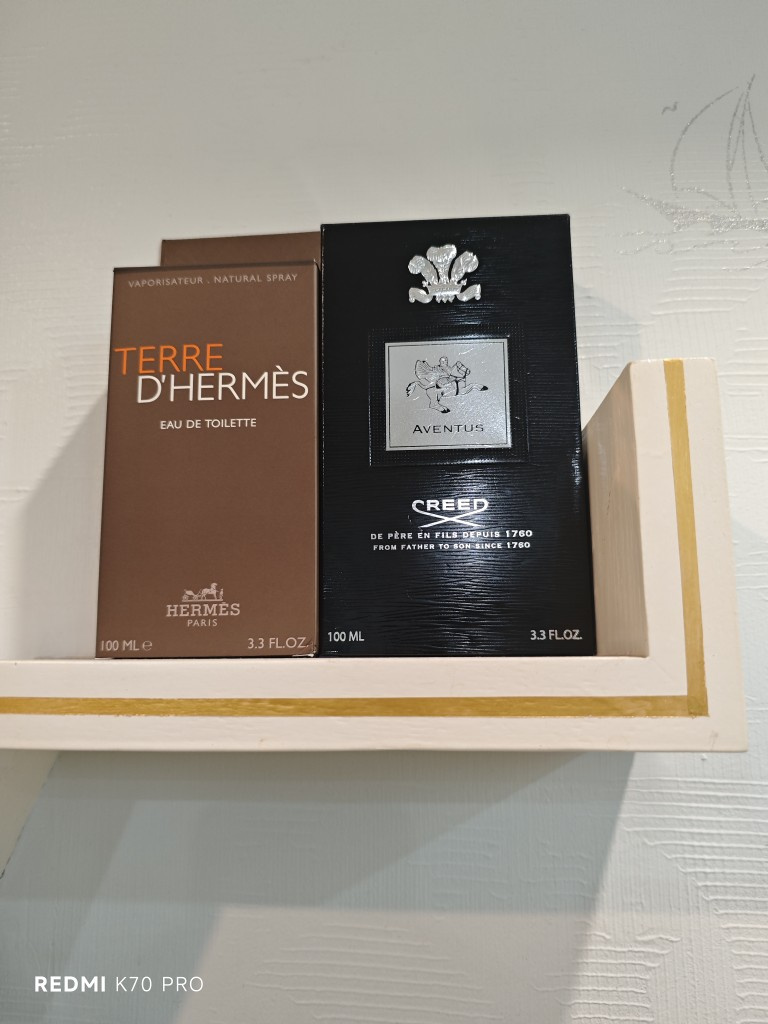 VAPORISATEUR . NATURAL SPRAY
TERRE
D'HERMÈS
EAU DE TOILETTE
HERMÈS
PARIS
100 ML ℮
3.3 FL.OZ.
AVENTUS
CREED
DE PÈRE EN FILS DEPUIS 1760
FROM FATHER TO SON SINCE 1760
100 ML
3.3 FL.OZ.
REDMI K70 PRO